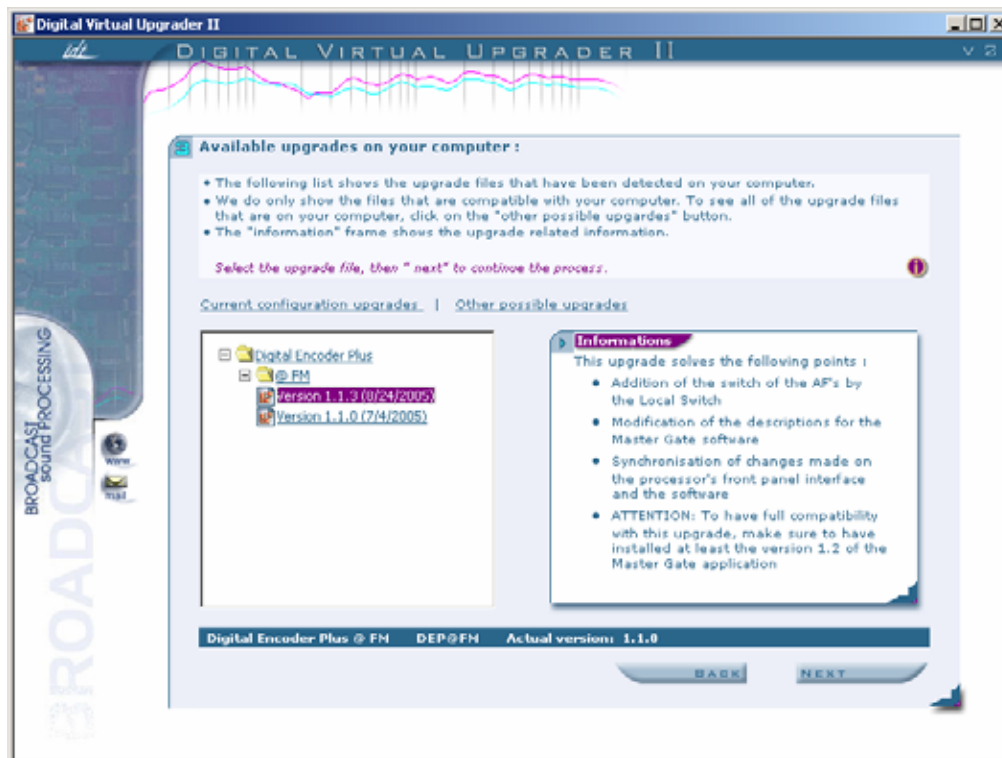 Digital Virtual Upgrader II
idt
DIGITAL VIRTUAL UPGRADER II
v 2
Available upgrades on your computer :
• The following list shows the upgrade files that have been detected on your computer.
• We do only show the files that are compatible with your computer. To see all of the upgrade files
that are on your computer, click on the "other possible upgardes" button.
• The "information" frame shows the upgrade related information.
Select the upgrade file, then " next" to continue the process.
Current configuration upgrades | Other possible upgrades
Digital Encoder Plus
@ FM
Version 1.1.3 (8/24/2005)
Version 1.1.0 (7/4/2005)
Informations
This upgrade solves the following points :
• Addition of the switch of the AF's by
the Local Switch
• Modification of the descriptions for the
Master Gate software
• Synchronisation of changes made on
the processor's front panel interface
and the software
• ATTENTION: To have full compatibility
with this upgrade, make sure to have
installed at least the version 1.2 of the
Master Gate application
BROADCAST
sound PROCESSING
www
mail
BROADCAST
Digital Encoder Plus @ FM DEP@FM Actual version: 1.1.0
BACK
NEXT